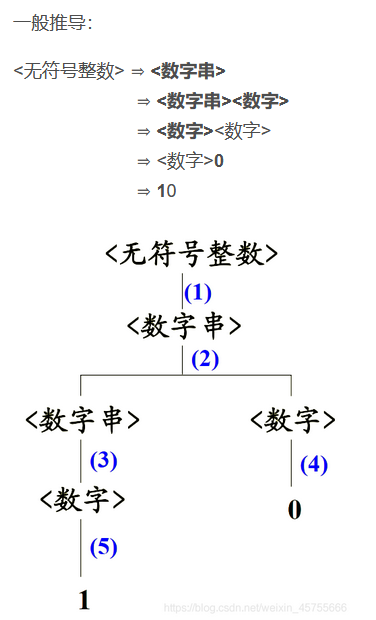 一般推导：
<无符号整数> ⇒ <数字串>
⇒ <数字串><数字>
⇒ <数字><数字>
⇒ <数字>0
⇒ 10
<无符号整数>
(1)
<数字串>
(2)
<数字串> <数字>
(3) (4)
<数字> 0
(5)
1
https://blog.csdn.net/weixin_45755666